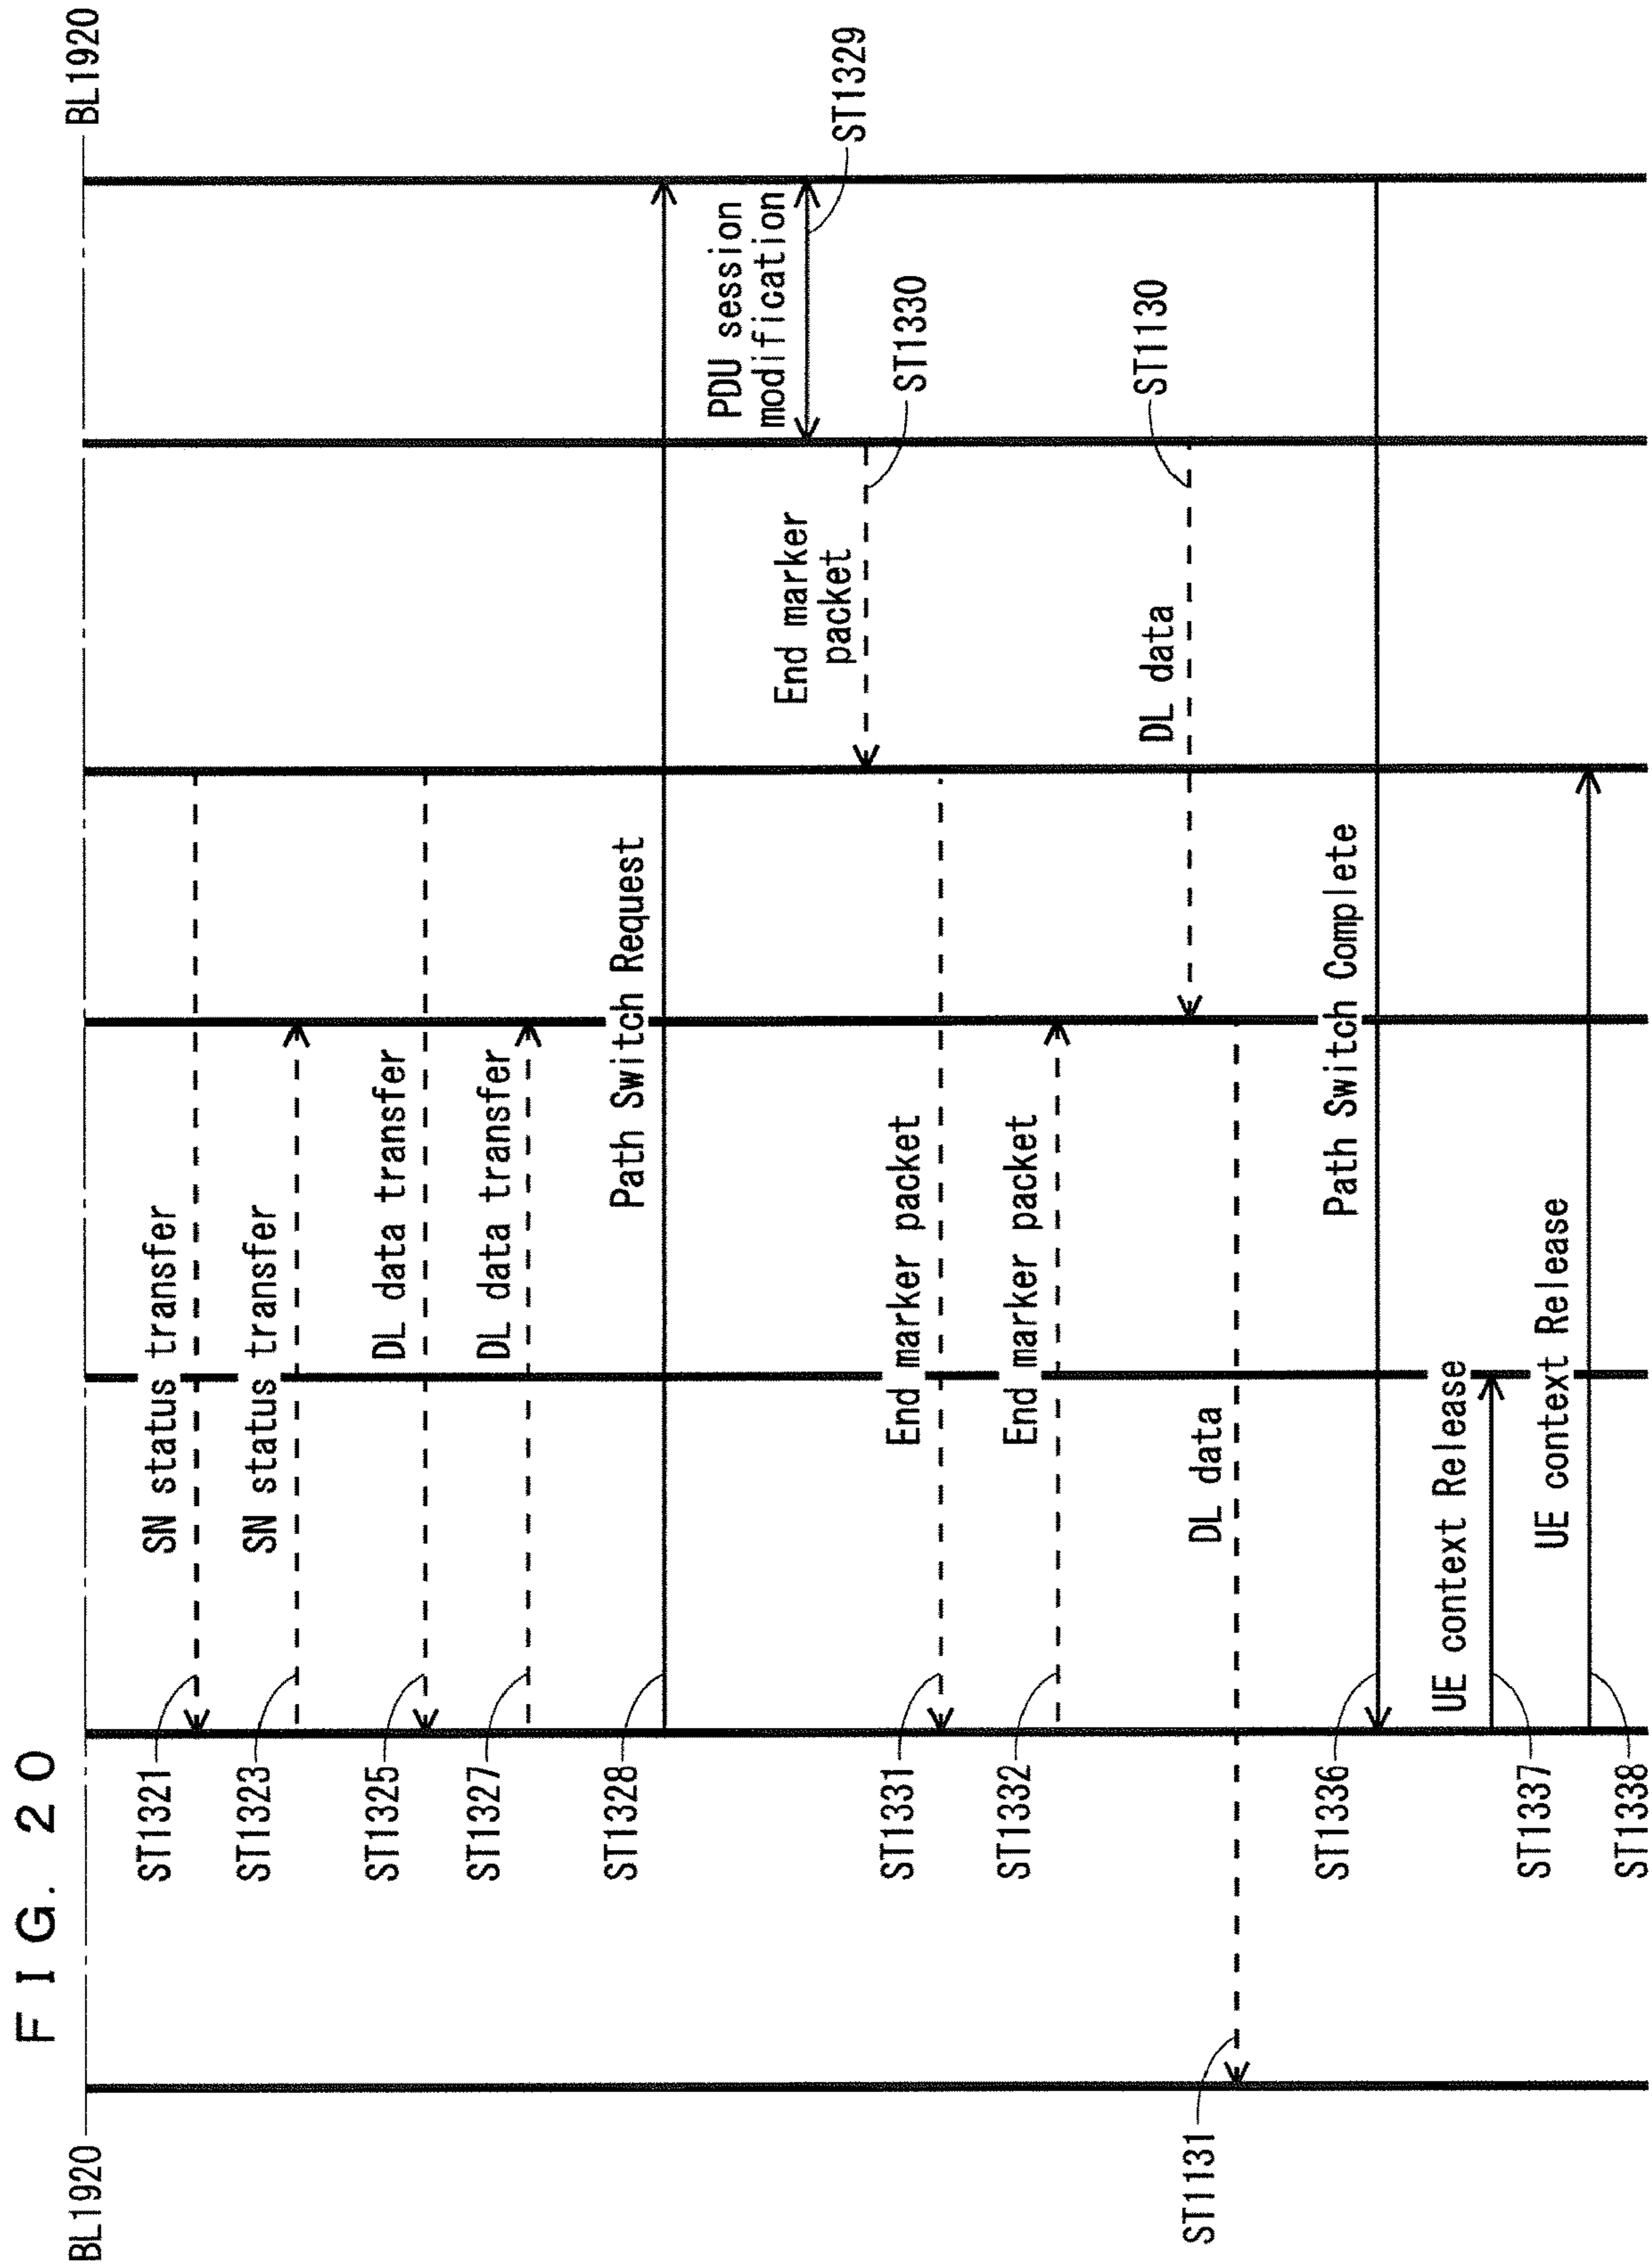 FIG. 20
BL1920
BL1920
ST1321
SN status transfer
ST1323
SN status transfer
ST1325
DL data transfer
ST1327
DL data transfer
ST1328
Path Switch Request
PDU session
modification
ST1329
End marker
packet
ST1330
ST1331
End marker packet
ST1332
End marker packet
DL data
ST1130
ST1131
DL data
ST1336
Path Switch Complete
UE context Release
ST1337
UE context Release
ST1338